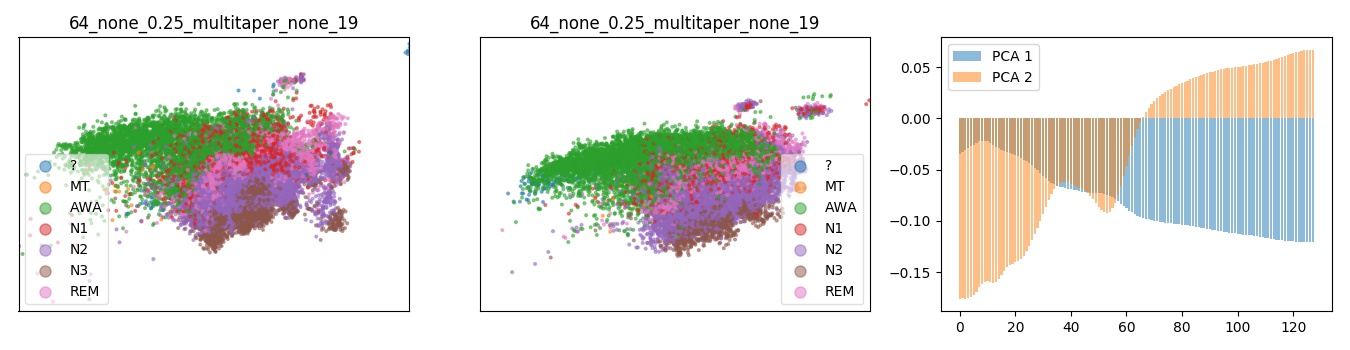 64_none_0.25_multitaper_none_19
?
MT
AWA
N1
N2
N3
REM
64_none_0.25_multitaper_none_19
?
MT
AWA
N1
N2
N3
REM
PCA 1
PCA 2
0.05
0.00
−0.05
−0.10
−0.15
0 20 40 60 80 100 120